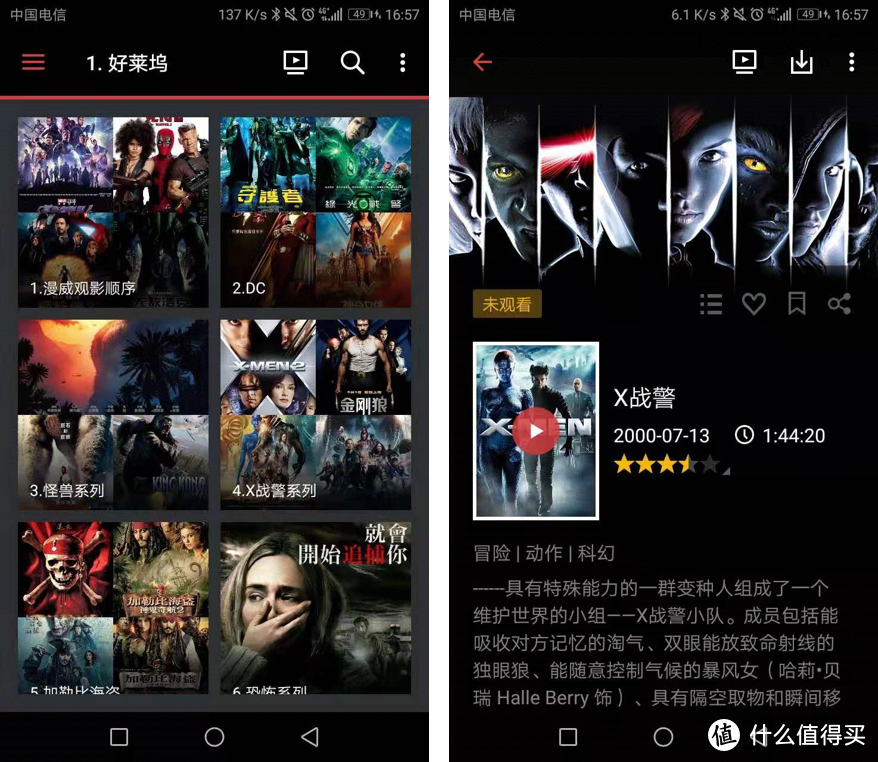 中国电信
137 K/s
4G
49
16:57
1. 好莱坞
守護者
綠光戰警
1.漫威观影顺序
2.DC
X-MEN 2
金剛狼
KING KONG
3.怪兽系列
4.X战警系列
加勒比海盜
神鬼奇航2
就會
開始追捕你
加勒比海盜
5.加勒比海盗
6.恐怖系列
中国电信
6.1 K/s
4G
49
16:57
未观看
X-MEN
X战警
2000-07-13
1:44:20
冒险 | 动作 | 科幻
------具有特殊能力的一群变种人组成了一个
维护世界的小组——X战警小队。成员包括能
吸收对方记忆的淘气、双眼能放致命射线的
独眼狼、能随意控制气候的暴风女（哈莉·贝
瑞 Halle Berry 饰）、具有隔空取物和瞬间移
值 什么值得买